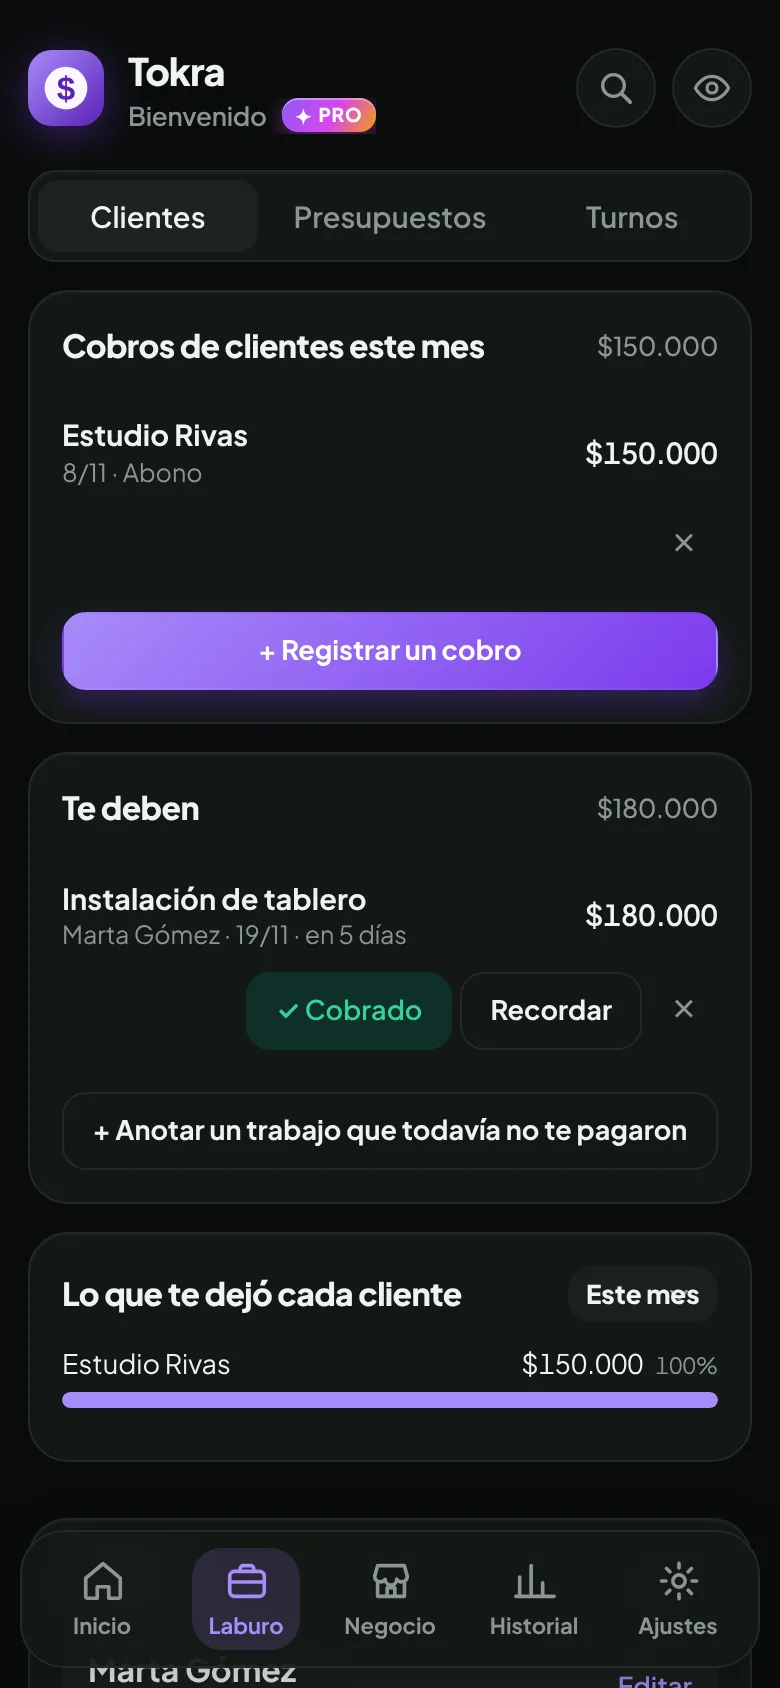 Tokra
Bienvenido ✦ PRO
Clientes Presupuestos Turnos
Cobros de clientes este mes $150.000
Estudio Rivas
8/11 · Abono
$150.000
×
+ Registrar un cobro
Te deben $180.000
Instalación de tablero
Marta Gómez · 19/11 · en 5 días
$180.000
✓ Cobrado Recordar ×
+ Anotar un trabajo que todavía no te pagaron
Lo que te dejó cada cliente Este mes
Estudio Rivas $150.000 100%
Inicio Laburo Negocio Historial Ajustes
Marta Gómez
Editar